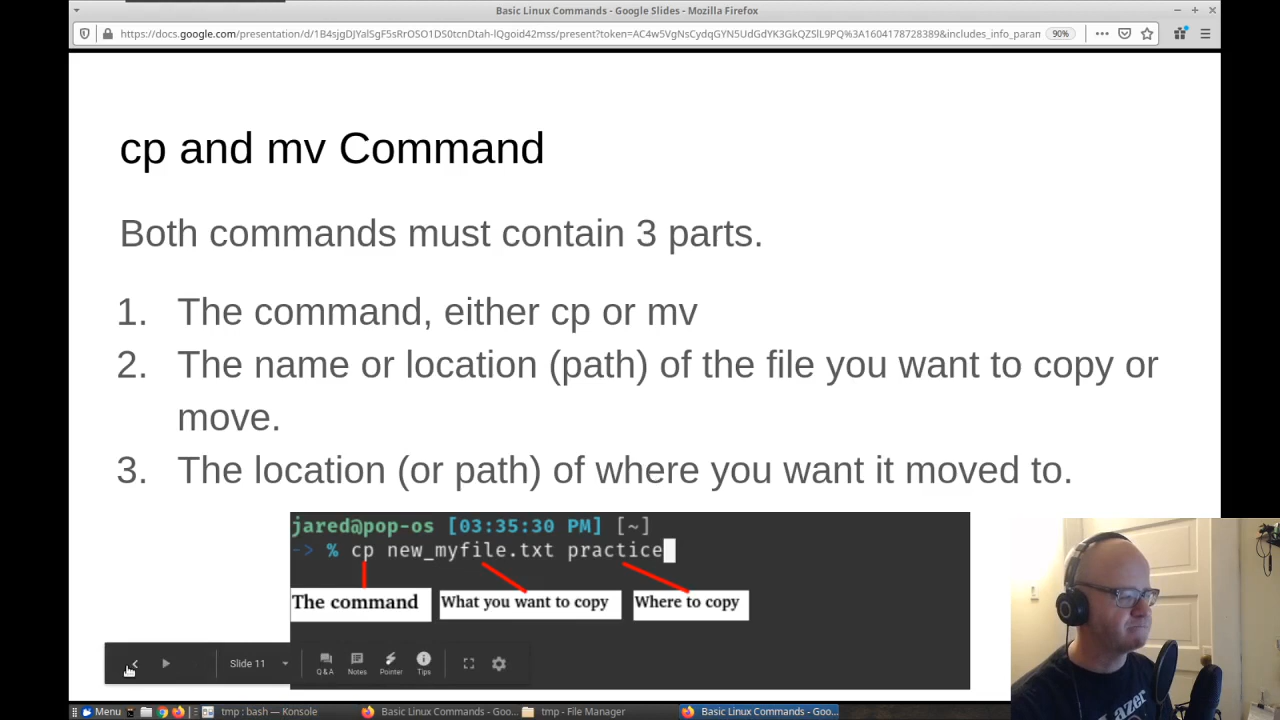 Basic Linux Commands - Google Slides - Mozilla Firefox
https://docs.google.com/presentation/d/1B4sjgDJYalSgF5sRrOSO1DS0tcnDtdl-lQgoid42mss/present?token=AC4w5VgNsCydqGYN5UdGdYK3GkQZSlL9PQ%3A1604178728389&includes_info_param
90%
cp and mv Command
Both commands must contain 3 parts.
1. The command, either cp or mv
2. The name or location (path) of the file you want to copy or
move.
3. The location (or path) of where you want it moved to.
jared@pop-os [03:35:30 PM] [~]
-> % cp new_myfile.txt practice
The command What you want to copy Where to copy
Slide 11
Q&A Notes Pointer Tips
Menu tmp : bash — Konsole Basic Linux Commands - Goo... tmp - File Manager Basic Linux Commands - Goo...